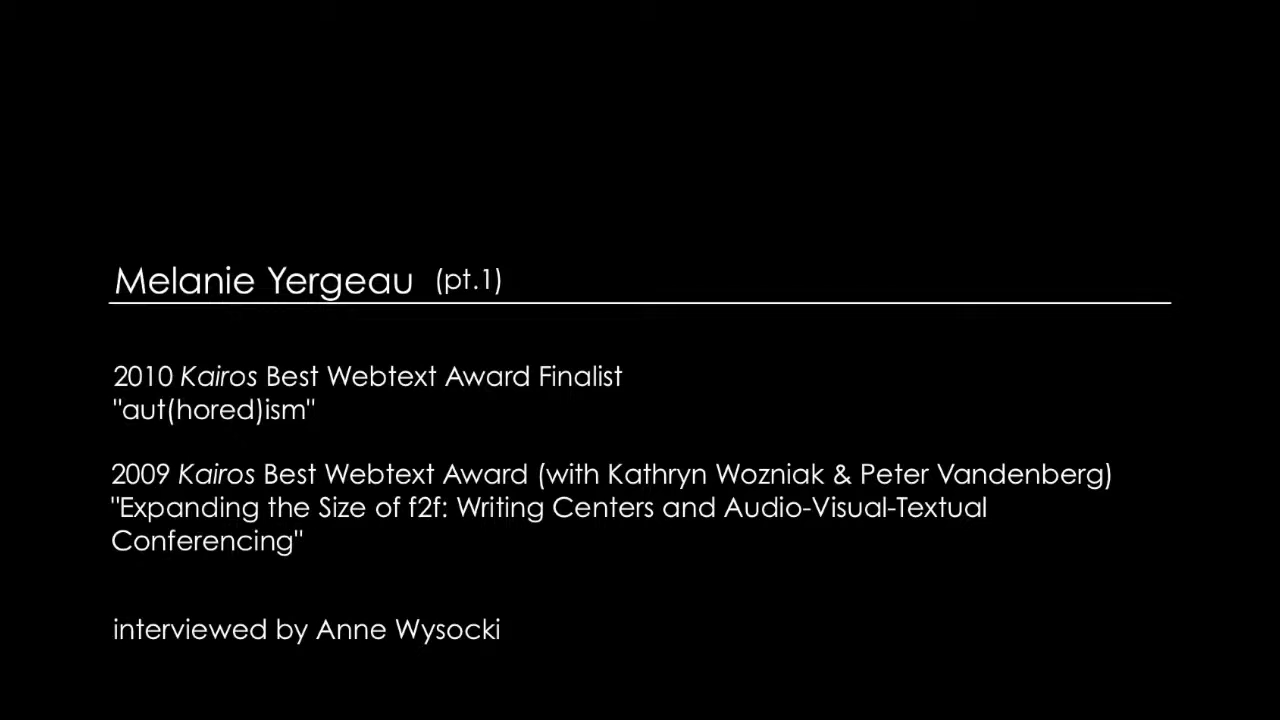 Melanie Yergeau (pt.1)
2010 Kairos Best Webtext Award Finalist
"aut(hored)ism"
2009 Kairos Best Webtext Award (with Kathryn Wozniak & Peter Vandenberg)
"Expanding the Size of f2f: Writing Centers and Audio-Visual-Textual
Conferencing"
interviewed by Anne Wysocki